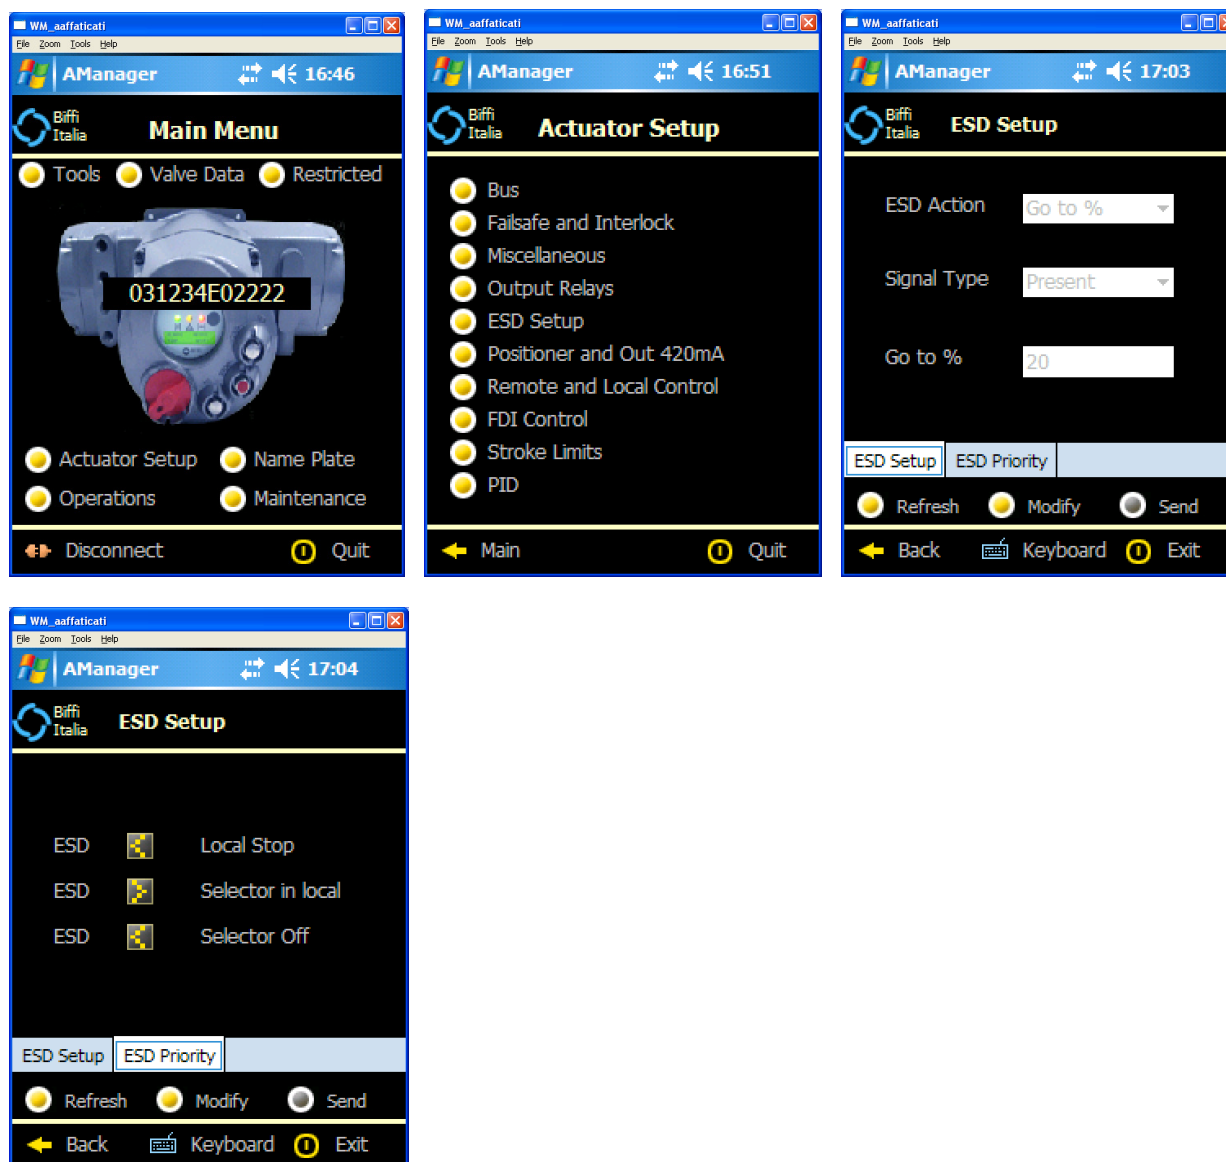 WM_aaffaticati
File Zoom Tools Help
AManager 16:46
Biffi
Italia
Main Menu
Tools Valve Data Restricted
031234E02222
Actuator Setup Name Plate
Operations Maintenance
Disconnect Quit
WM_aaffaticati
File Zoom Tools Help
AManager 16:51
Biffi
Italia
Actuator Setup
Bus
Failsafe and Interlock
Miscellaneous
Output Relays
ESD Setup
Positioner and Out 420mA
Remote and Local Control
FDI Control
Stroke Limits
PID
Main Quit
WM_aaffaticati
File Zoom Tools Help
AManager 17:03
Biffi
Italia
ESD Setup
ESD Action Go to %
Signal Type Present
Go to % 20
ESD Setup ESD Priority
Refresh Modify Send
Back Keyboard Exit
WM_aaffaticati
File Zoom Tools Help
AManager 17:04
Biffi
Italia
ESD Setup
ESD < Local Stop
ESD > Selector in local
ESD < Selector Off
ESD Setup ESD Priority
Refresh Modify Send
Back Keyboard Exit